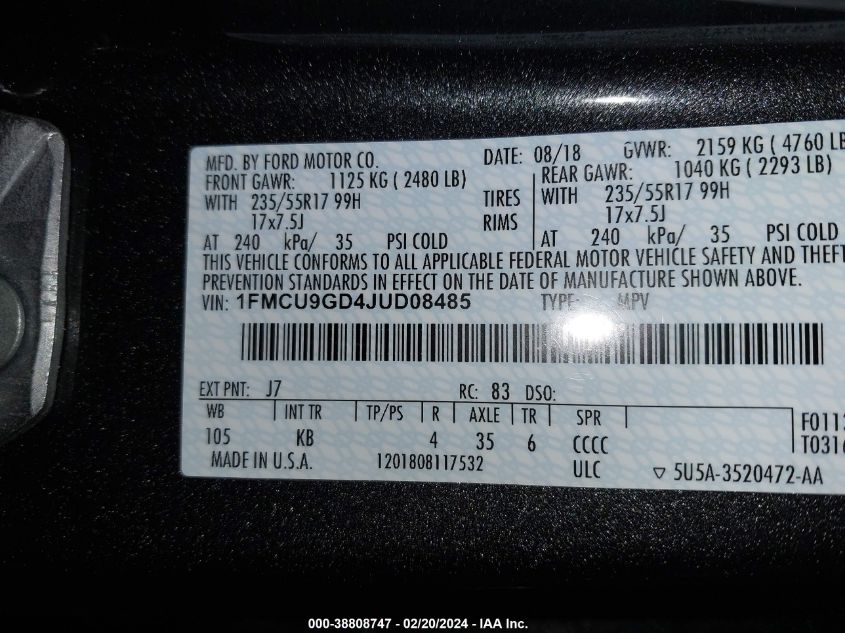 MFD. BY FORD MOTOR CO. DATE: 08/18 GVWR: 2159 KG ( 4760 LB
FRONT GAWR: 1125 KG ( 2480 LB) REAR GAWR: 1040 KG ( 2293 LB)
WITH 235/55R17 99H TIRES WITH 235/55R17 99H
17x7.5J RIMS 17x7.5J
AT 240 kPa/ 35 PSI COLD AT 240 kPa/ 35 PSI COLD
THIS VEHICLE CONFORMS TO ALL APPLICABLE FEDERAL MOTOR VEHICLE SAFETY AND THEFT
PREVENTION STANDARDS IN EFFECT ON THE DATE OF MANUFACTURE SHOWN ABOVE.
VIN: 1FMCU9GD4JUD08485 TYPE: MPV
EXT PNT: J7 RC: 83 DSO:
WB INT TR TP/PS R AXLE TR SPR F011
105 KB 4 35 6 CCCC T0316
MADE IN U.S.A. 1201808117532 ULC ▽ 5U5A-3520472-AA
000-38808747 - 02/20/2024 - IAA Inc.